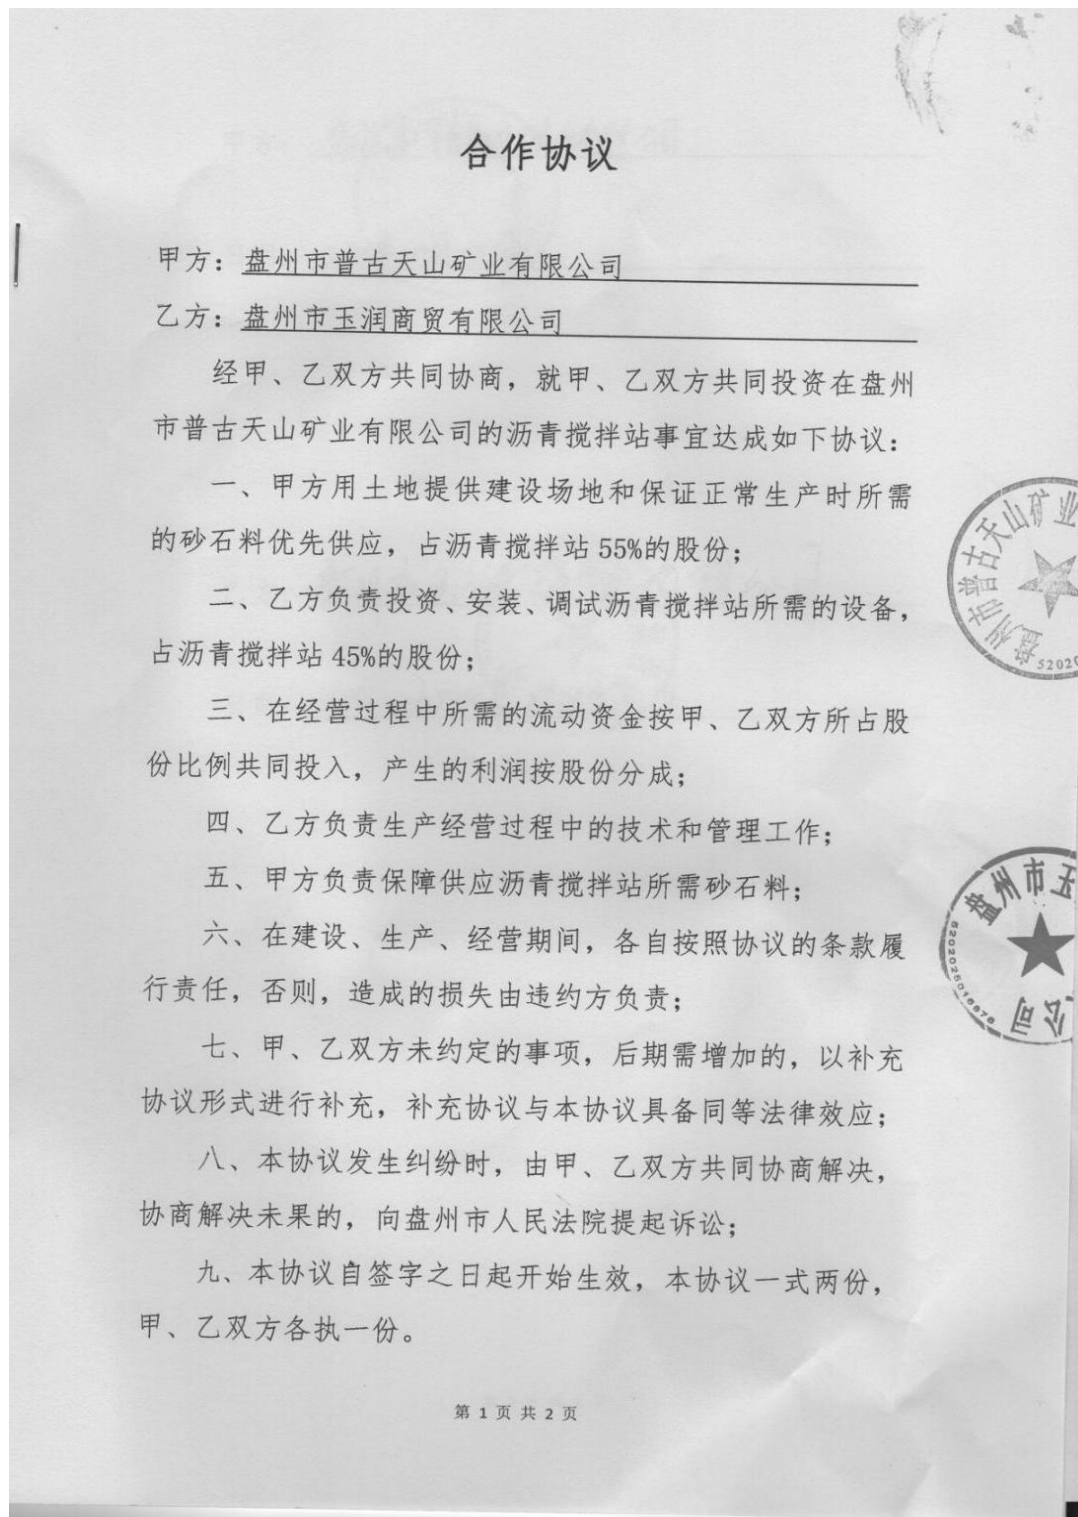 合作协议
甲方：盘州市普古天山矿业有限公司
乙方：盘州市玉润商贸有限公司
经甲、乙双方共同协商，就甲、乙双方共同投资在盘州
市普古天山矿业有限公司的沥青搅拌站事宜达成如下协议：
一、甲方用土地提供建设场地和保证正常生产时所需
的砂石料优先供应，占沥青搅拌站 55%的股份；
二、乙方负责投资、安装、调试沥青搅拌站所需的设备，
占沥青搅拌站 45%的股份；
三、在经营过程中所需的流动资金按甲、乙双方所占股
份比例共同投入，产生的利润按股份分成；
四、乙方负责生产经营过程中的技术和管理工作；
五、甲方负责保障供应沥青搅拌站所需砂石料；
六、在建设、生产、经营期间，各自按照协议的条款履
行责任，否则，造成的损失由违约方负责；
七、甲、乙双方未约定的事项，后期需增加的，以补充
协议形式进行补充，补充协议与本协议具备同等法律效应；
八、本协议发生纠纷时，由甲、乙双方共同协商解决，
协商解决未果的，向盘州市人民法院提起诉讼；
九、本协议自签字之日起开始生效，本协议一式两份，
甲、乙双方各执一份。
盘州市普古天山矿业
52020
盘州市玉
公司
5202025016676
第 1 页 共 2 页